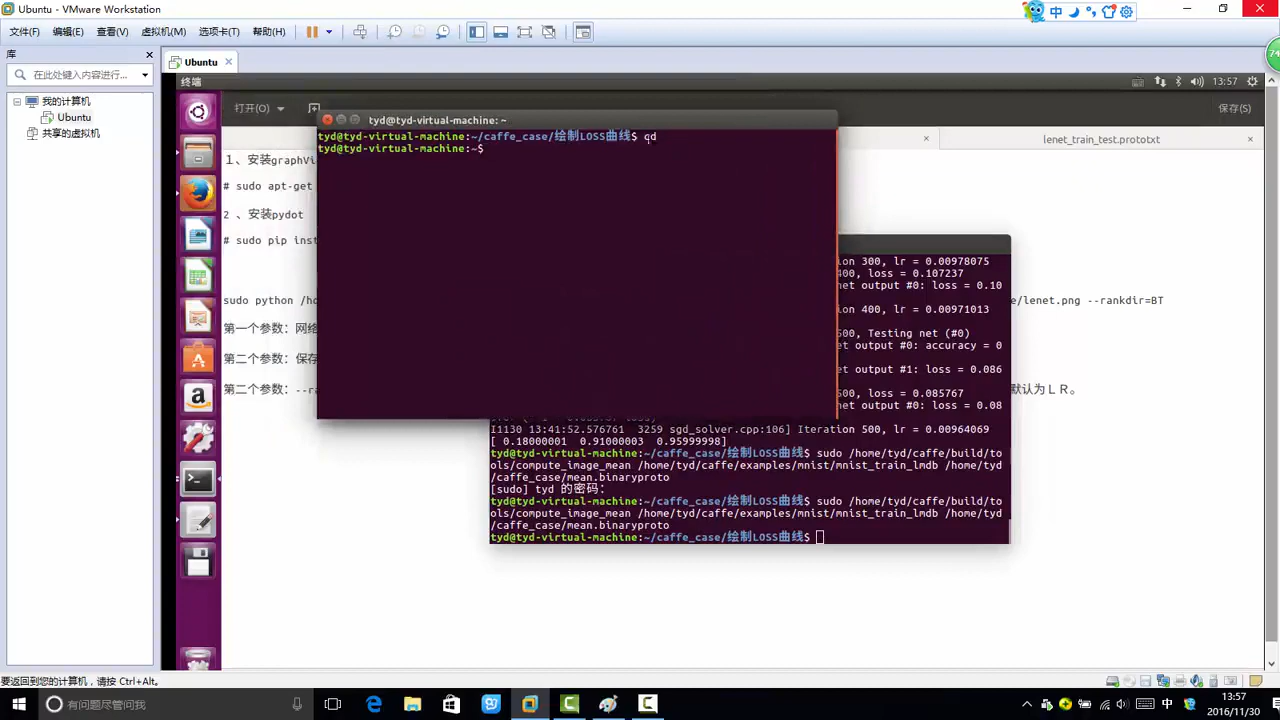 Ubuntu - VMware Workstation
中
文件(F) 编辑(E) 查看(V) 虚拟机(M) 选项卡(T) 帮助(H)
库
在此处键入内容进行...
我的计算机
Ubuntu
共享的虚拟机
Ubuntu
74
终端
13:57
打开(O)
保存(S)
lenet_train_test.prototxt
1、安装graphVi
# sudo apt-get
2 、安装pydot
# sudo pip inst
sudo python /ho
e/lenet.png --rankdir=BT
第一个参数：网络
第二个参数：保存
第二个参数：--ra
默认为ＬＲ。
tyd@tyd-virtual-machine: ~
tyd@tyd-virtual-machine:~/caffe_case/绘制LOSS曲线$ qd
tyd@tyd-virtual-machine:~$
ion 300, lr = 0.00978075
400, loss = 0.107237
net output #0: loss = 0.10
ion 400, lr = 0.00971013
500, Testing net (#0)
et output #0: accuracy = 0
et output #1: loss = 0.086
500, loss = 0.085767
net output #0: loss = 0.08
I1130 13:41:52.576761  3259 sgd_solver.cpp:106] Iteration 500, lr = 0.00964069
[ 0.18000001  0.91000003  0.95999998]
tyd@tyd-virtual-machine:~/caffe_case/绘制LOSS曲线$ sudo /home/tyd/caffe/build/to
ols/compute_image_mean /home/tyd/caffe/examples/mnist/mnist_train_lmdb /home/tyd
/caffe_case/mean.binaryproto
[sudo] tyd 的密码：
tyd@tyd-virtual-machine:~/caffe_case/绘制LOSS曲线$ sudo /home/tyd/caffe/build/to
ols/compute_image_mean /home/tyd/caffe/examples/mnist/mnist_train_lmdb /home/tyd
/caffe_case/mean.binaryproto
tyd@tyd-virtual-machine:~/caffe_case/绘制LOSS曲线$
要返回到您的计算机，请按 Ctrl+Alt。
有问题尽管问我
中
13:57
2016/11/30